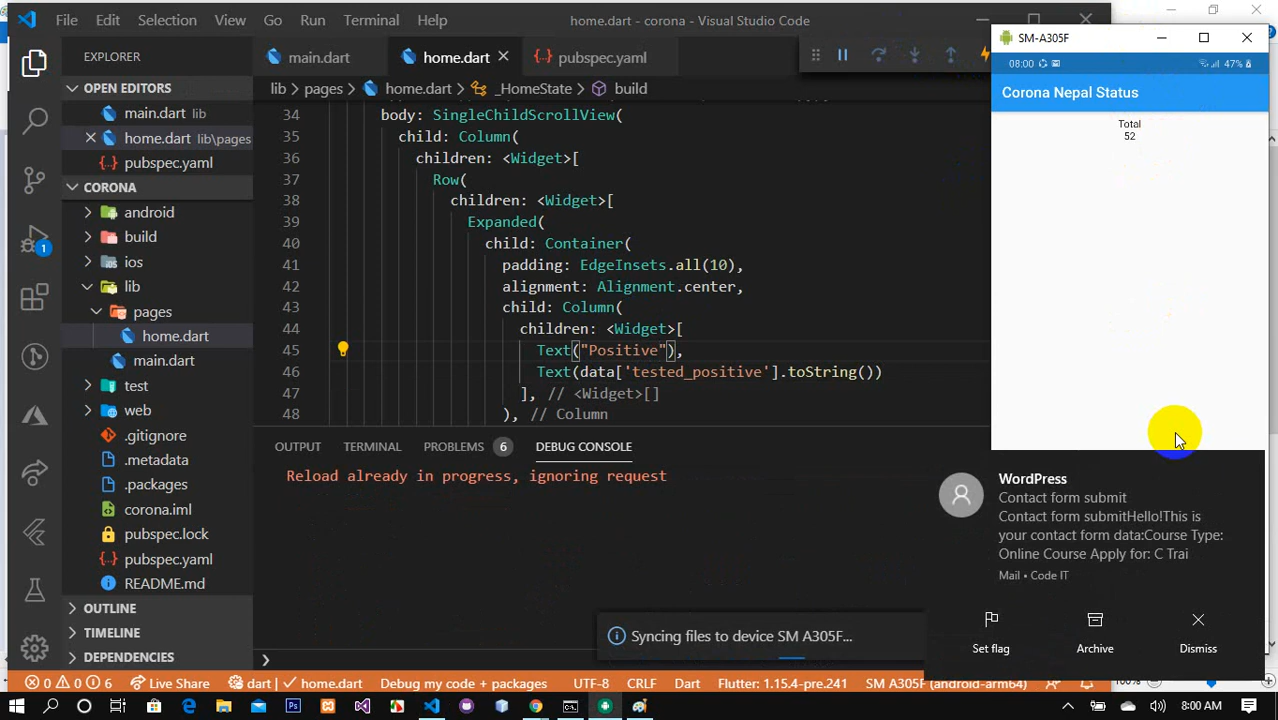 File Edit Selection View Go Run Terminal Help home.dart - corona - Visual Studio Code
EXPLORER
OPEN EDITORS
main.dart lib
home.dart lib\pages
pubspec.yaml
CORONA
android
build
ios
lib
pages
home.dart
main.dart
test
web
.gitignore
.metadata
.packages
corona.iml
pubspec.lock
pubspec.yaml
README.md
OUTLINE
TIMELINE
DEPENDENCIES
1
main.dart home.dart pubspec.yaml
lib > pages > home.dart > _HomeState > build
34 body: SingleChildScrollView(
35 child: Column(
36 children: <Widget>[
37 Row(
38 children: <Widget>[
39 Expanded(
40 child: Container(
41 padding: EdgeInsets.all(10),
42 alignment: Alignment.center,
43 child: Column(
44 children: <Widget>[
45 Text("Positive"),
46 Text(data['tested_positive'].toString())
47 ], // <Widget>[]
48 ), // Column
OUTPUT TERMINAL PROBLEMS 6 DEBUG CONSOLE
Reload already in progress, ignoring request
Syncing files to device SM A305F...
SM-A305F
08:00 47%
Corona Nepal Status
Total
52
WordPress
Contact form submit
Contact form submitHello!This is
your contact form data:Course Type:
Online Course Apply for: C Trai
Mail • Code IT
Set flag Archive Dismiss
0 0 6 Live Share dart | home.dart Debug my code + packages UTF-8 CRLF Dart Flutter: 1.15.4-pre.241 SM A305F (android-arm64)
100%
8:00 AM